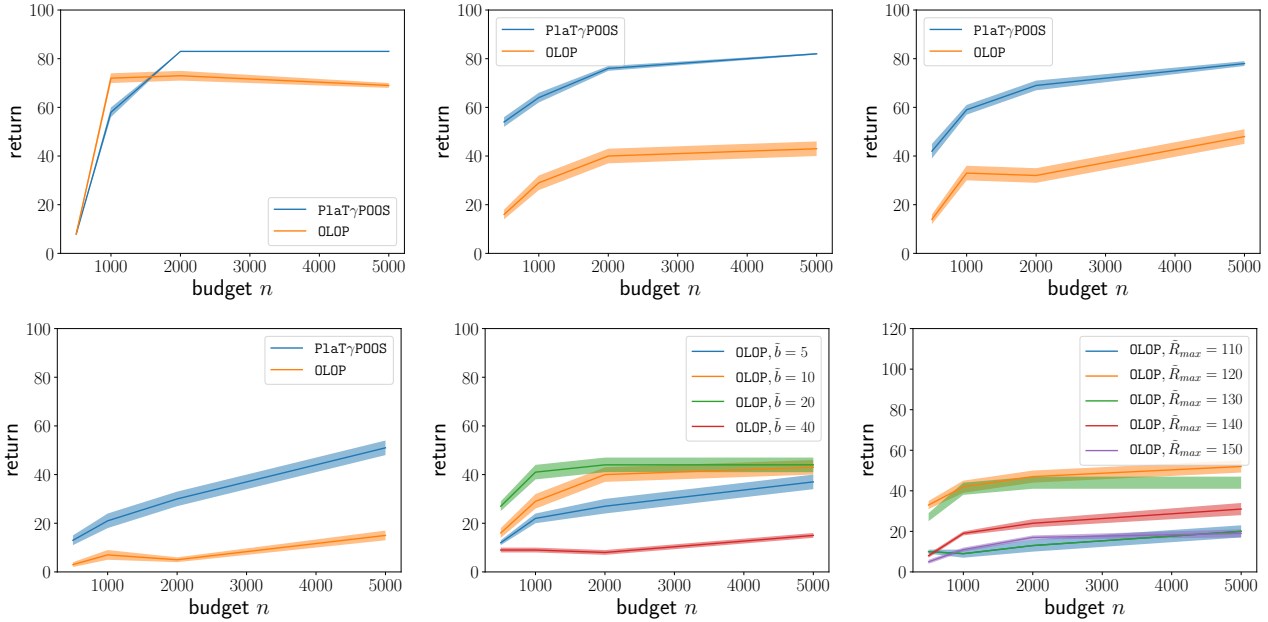 100
80
60
40
20
0
return
PlaTγPOOS
OLOP
1000 2000 3000 4000 5000
budget n
100
80
60
40
20
0
return
PlaTγPOOS
OLOP
1000 2000 3000 4000 5000
budget n
100
80
60
40
20
0
return
PlaTγPOOS
OLOP
1000 2000 3000 4000 5000
budget n
100
80
60
40
20
0
return
PlaTγPOOS
OLOP
1000 2000 3000 4000 5000
budget n
100
80
60
40
20
0
return
OLOP, b̃ = 5
OLOP, b̃ = 10
OLOP, b̃ = 20
OLOP, b̃ = 40
1000 2000 3000 4000 5000
budget n
120
100
80
60
40
20
0
return
OLOP, R̃max = 110
OLOP, R̃max = 120
OLOP, R̃max = 130
OLOP, R̃max = 140
OLOP, R̃max = 150
1000 2000 3000 4000 5000
budget n